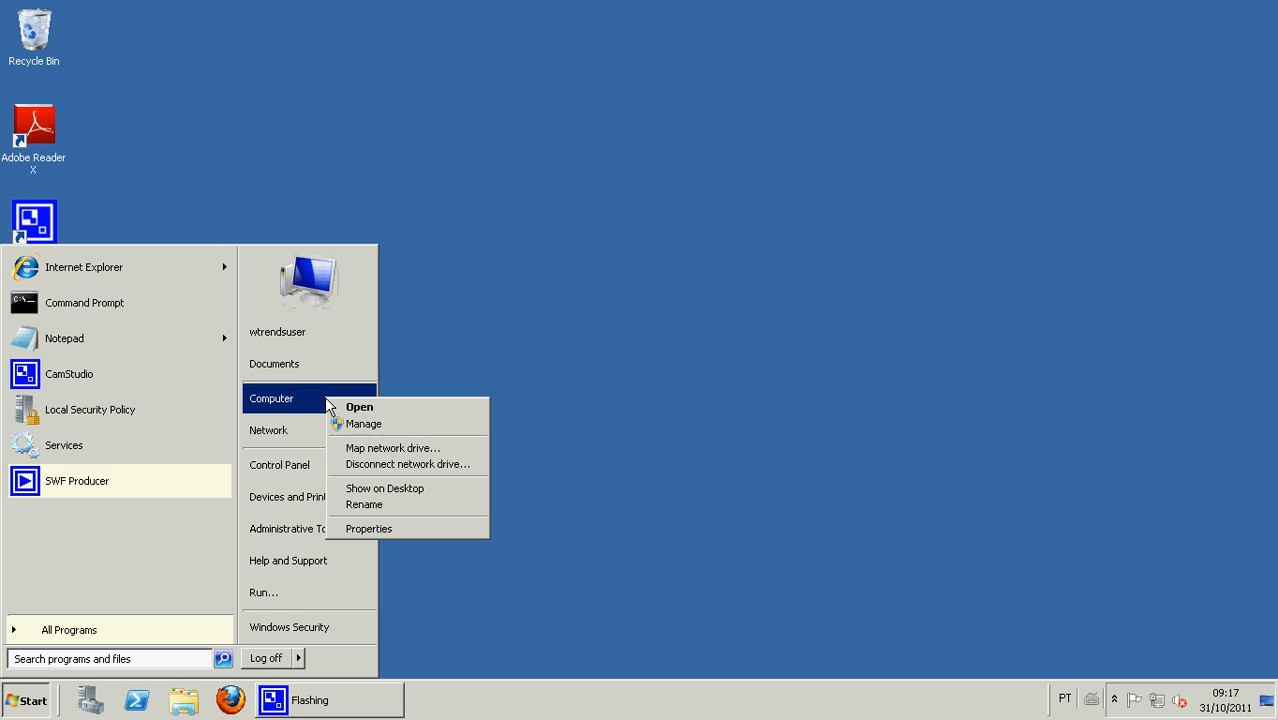 Recycle Bin
Adobe Reader
X
Internet Explorer
Command Prompt
Notepad
CamStudio
Local Security Policy
Services
SWF Producer
All Programs
Search programs and files
wtrendsuser
Documents
Computer
Network
Control Panel
Devices and Prin
Administrative To
Help and Support
Run...
Windows Security
Log off
Open
Manage
Map network drive...
Disconnect network drive...
Show on Desktop
Rename
Properties
Start
Flashing
PT
09:17
31/10/2011